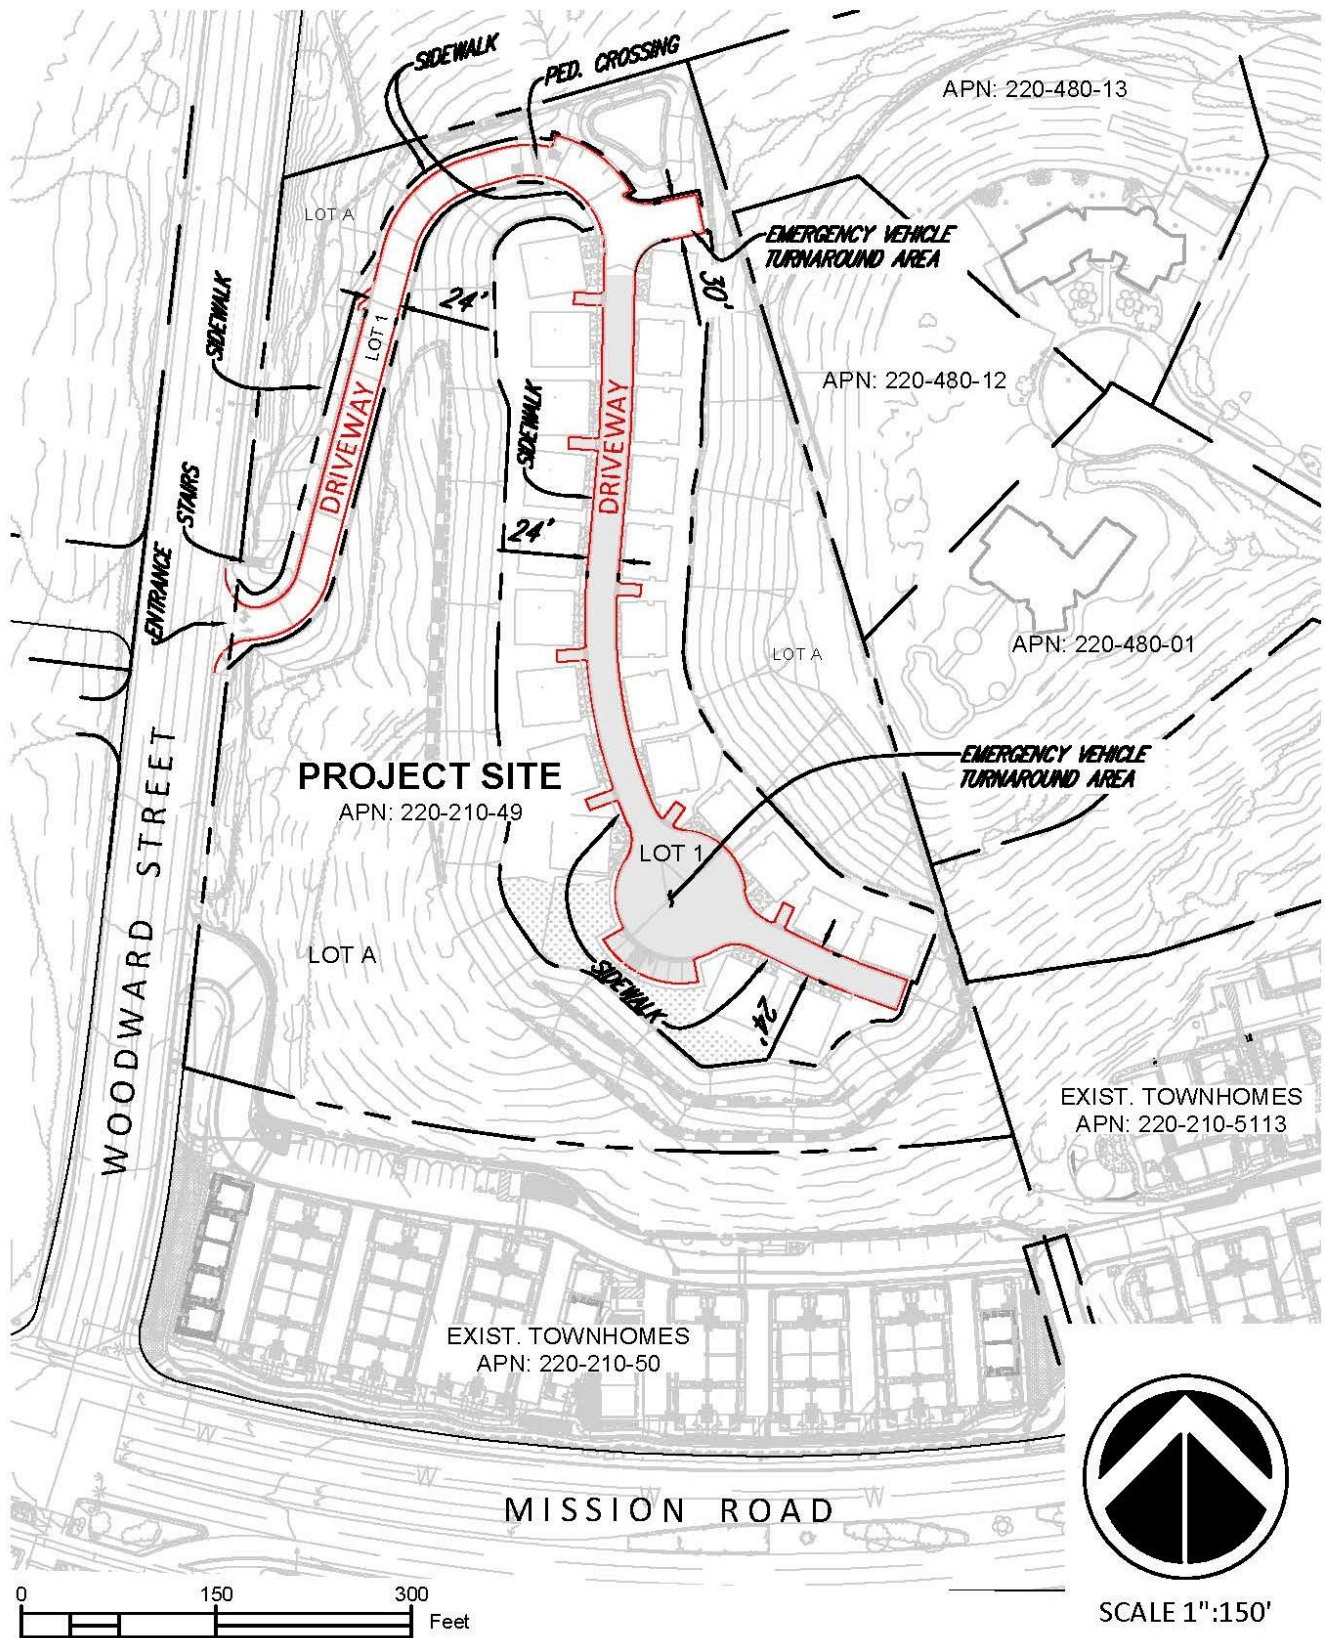 SIDEWALK
PED. CROSSING
APN: 220-480-13
LOT A
EMERGENCY VEHICLE
TURNAROUND AREA
30'
24'
SIDEWALK
LOT 1
DRIVEWAY
APN: 220-480-12
SIDEWALK
DRIVEWAY
STAIRS
24'
ENTRANCE
APN: 220-480-01
LOT A
EMERGENCY VEHICLE
TURNAROUND AREA
PROJECT SITE
APN: 220-210-49
LOT 1
WOODWARD STREET
LOT A
SIDEWALK
24'
EXIST. TOWNHOMES
APN: 220-210-5113
EXIST. TOWNHOMES
APN: 220-210-50
W
W
W
MISSION ROAD
0 150 300
Feet
SCALE 1":150'